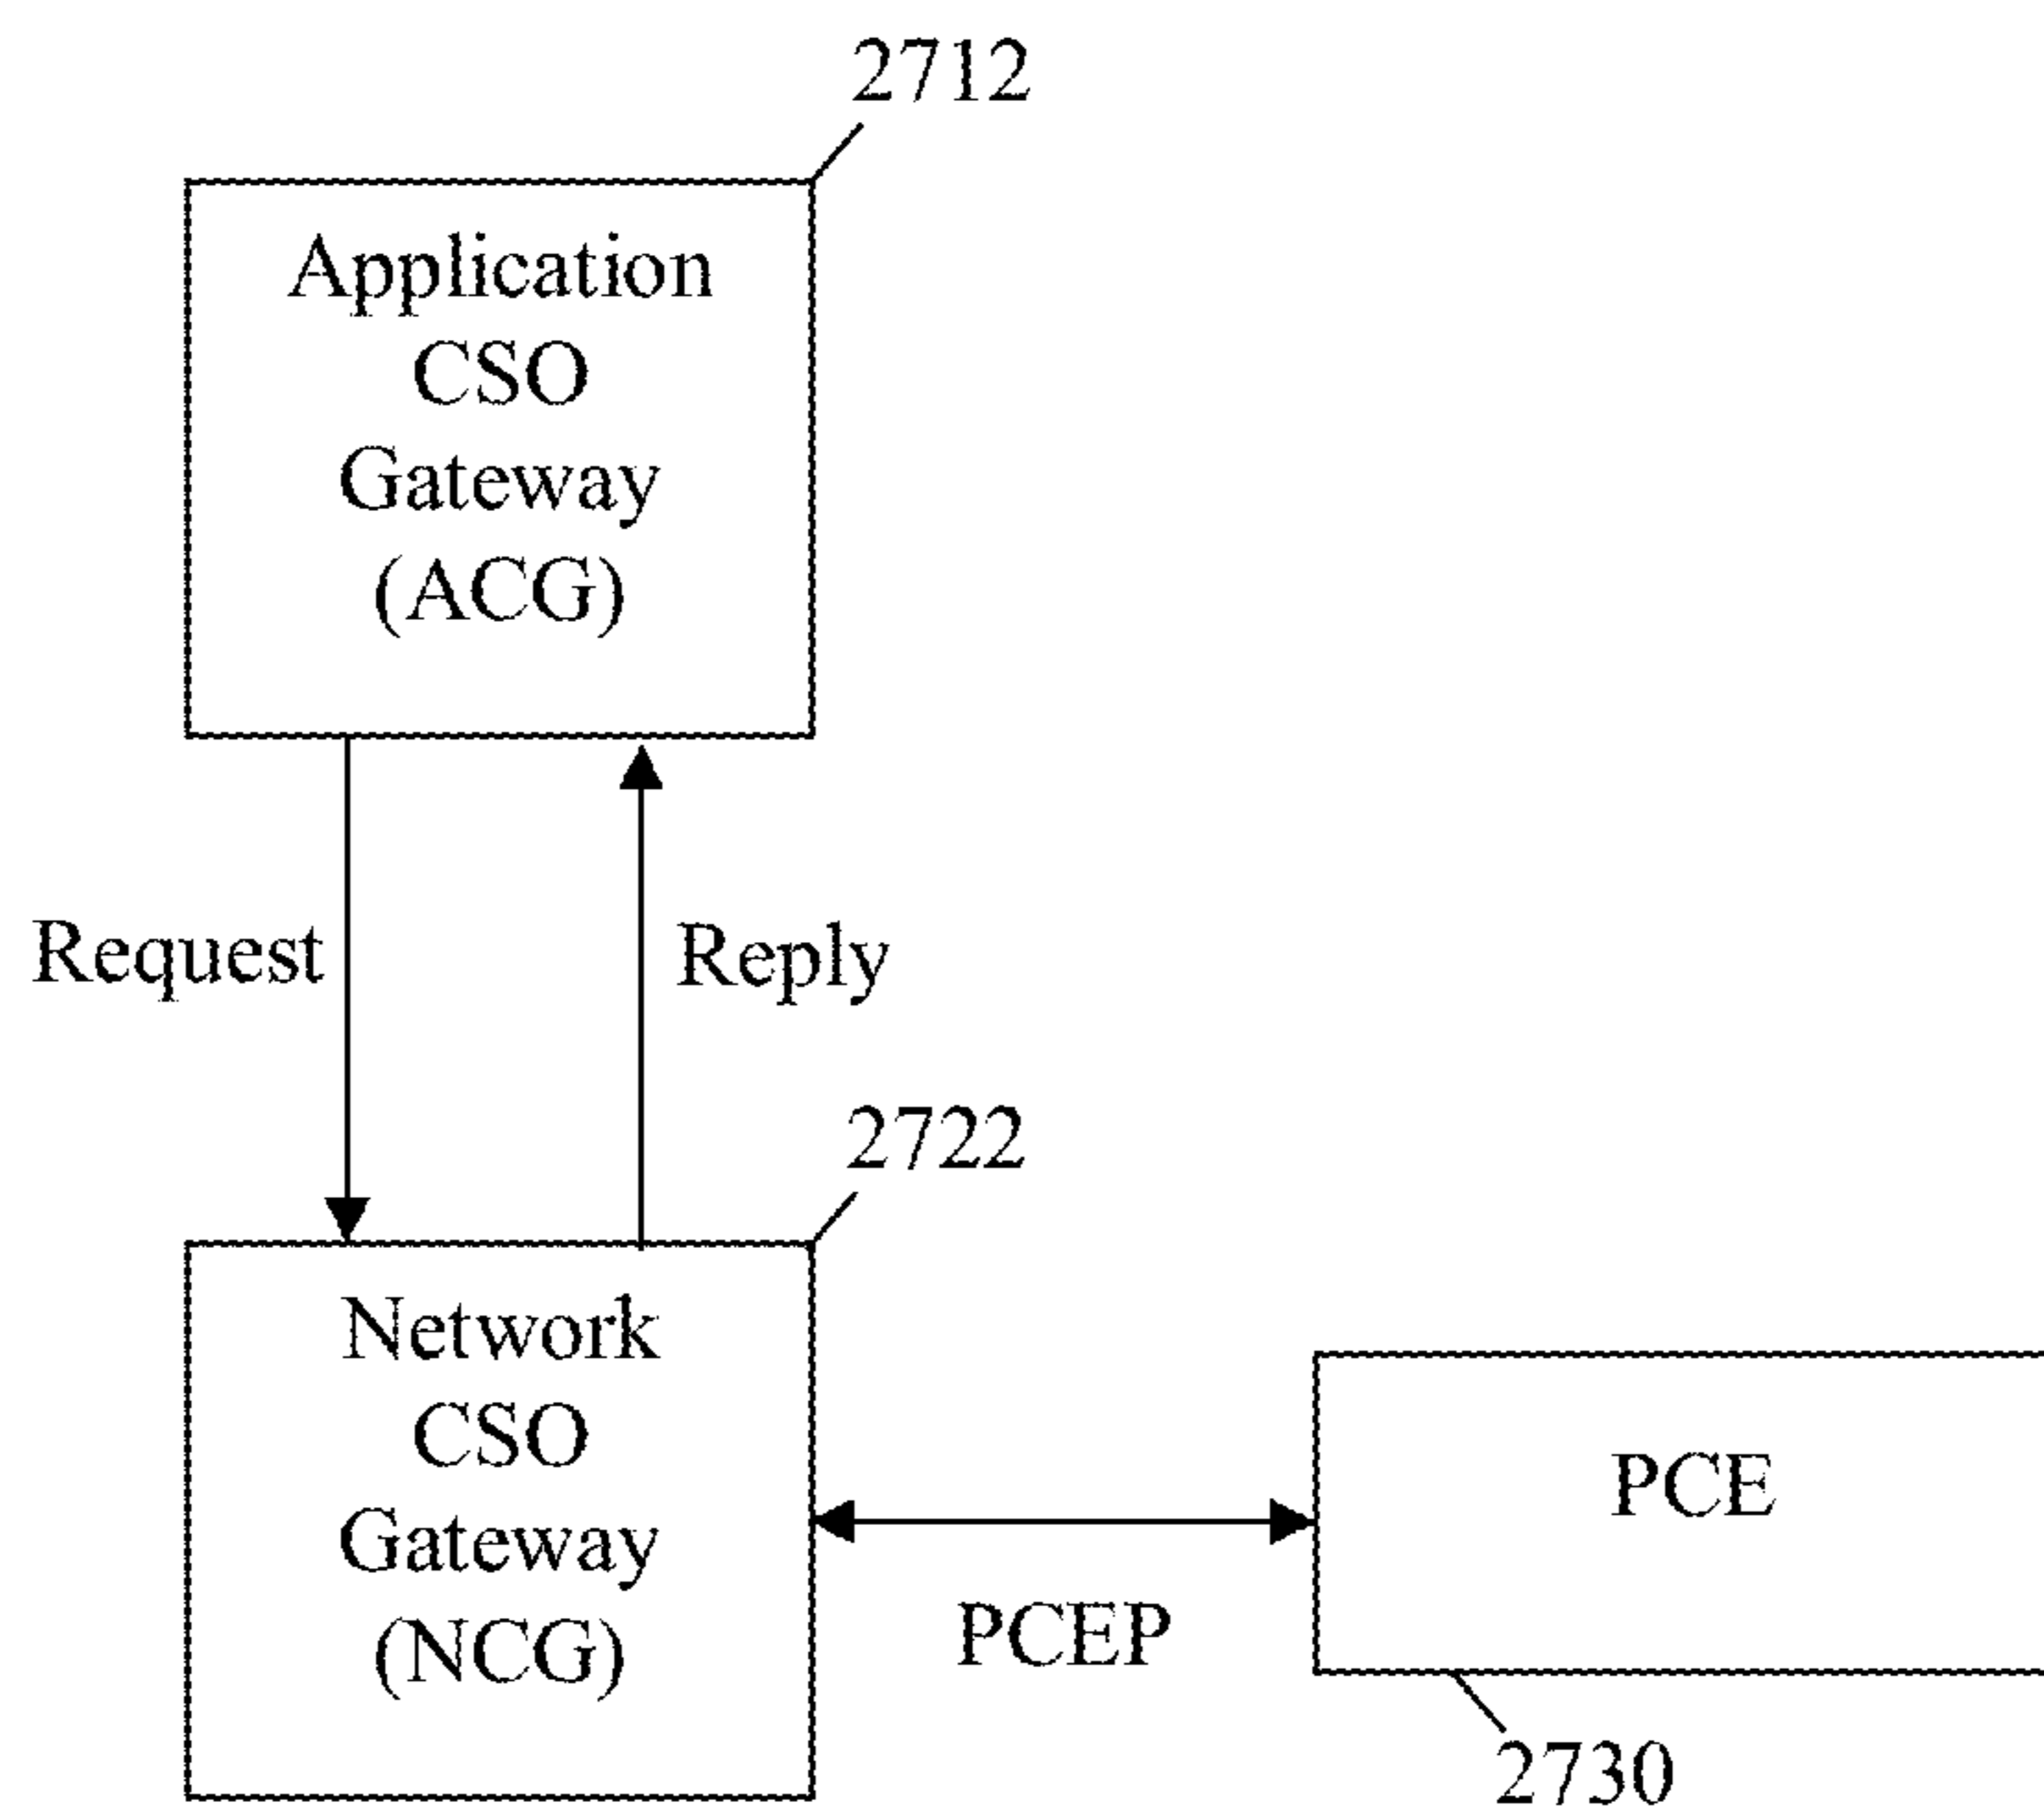 2712
Application
CSO
Gateway
(ACG)
Request
Reply
2722
Network
CSO
Gateway
(NCG)
PCEP
PCE
2730